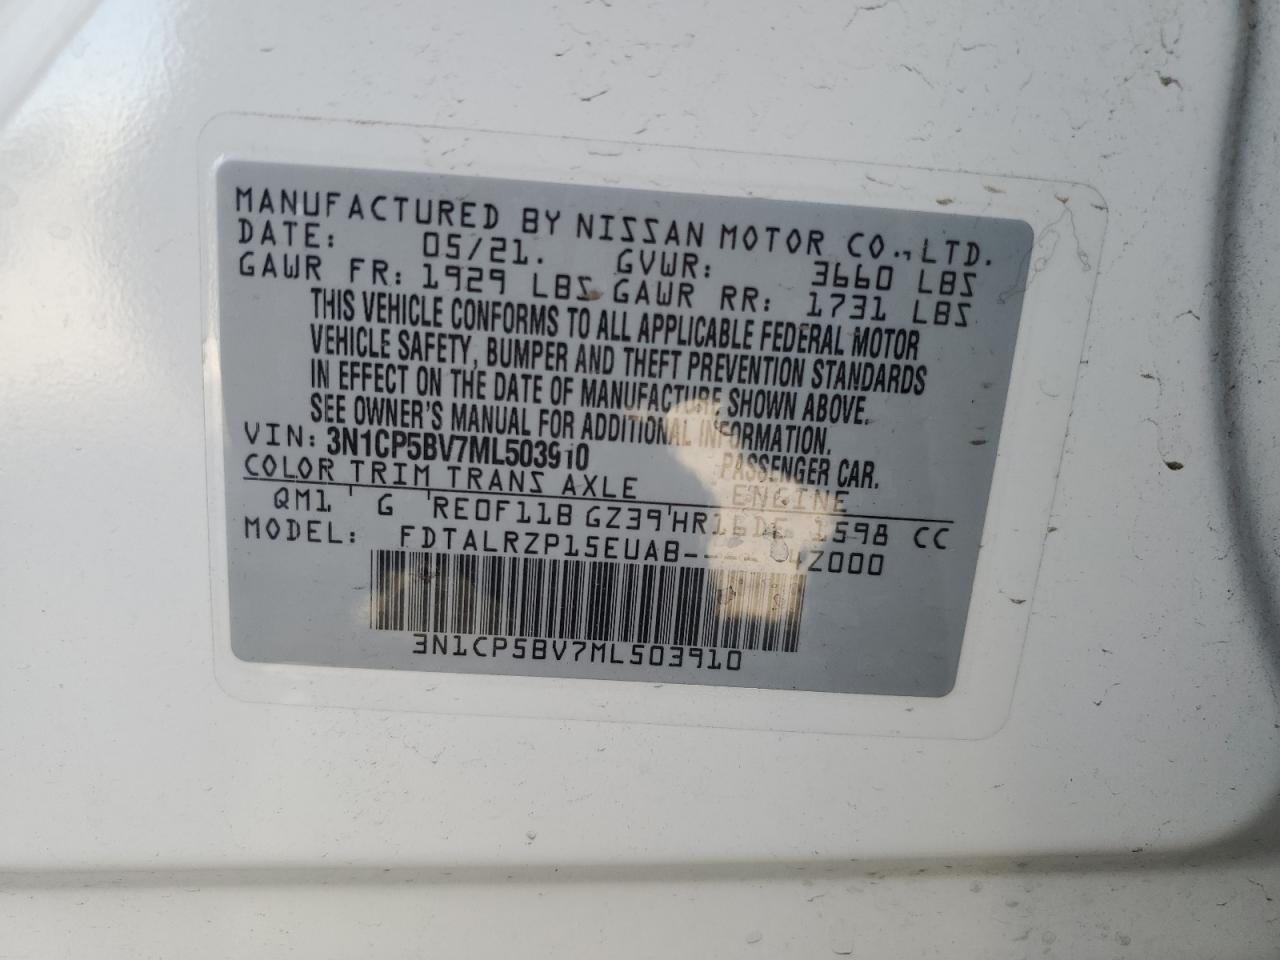 MANUFACTURED BY NISSAN MOTOR CO., LTD.
DATE: 05/21. GVWR: 3660 LBS
GAWR FR: 1929 LBS GAWR RR: 1731 LBS
THIS VEHICLE CONFORMS TO ALL APPLICABLE FEDERAL MOTOR
VEHICLE SAFETY, BUMPER AND THEFT PREVENTION STANDARDS
IN EFFECT ON THE DATE OF MANUFACTURE SHOWN ABOVE.
SEE OWNER'S MANUAL FOR ADDITIONAL INFORMATION.
VIN: 3N1CP5BV7ML503910 PASSENGER CAR.
COLOR TRIM TRANS AXLE ENGINE
QM1 G RE0F11B GZ39 HR16DE 1598 CC
MODEL: FDTALRZP15EUAB----
3N1CP5BV7ML503910